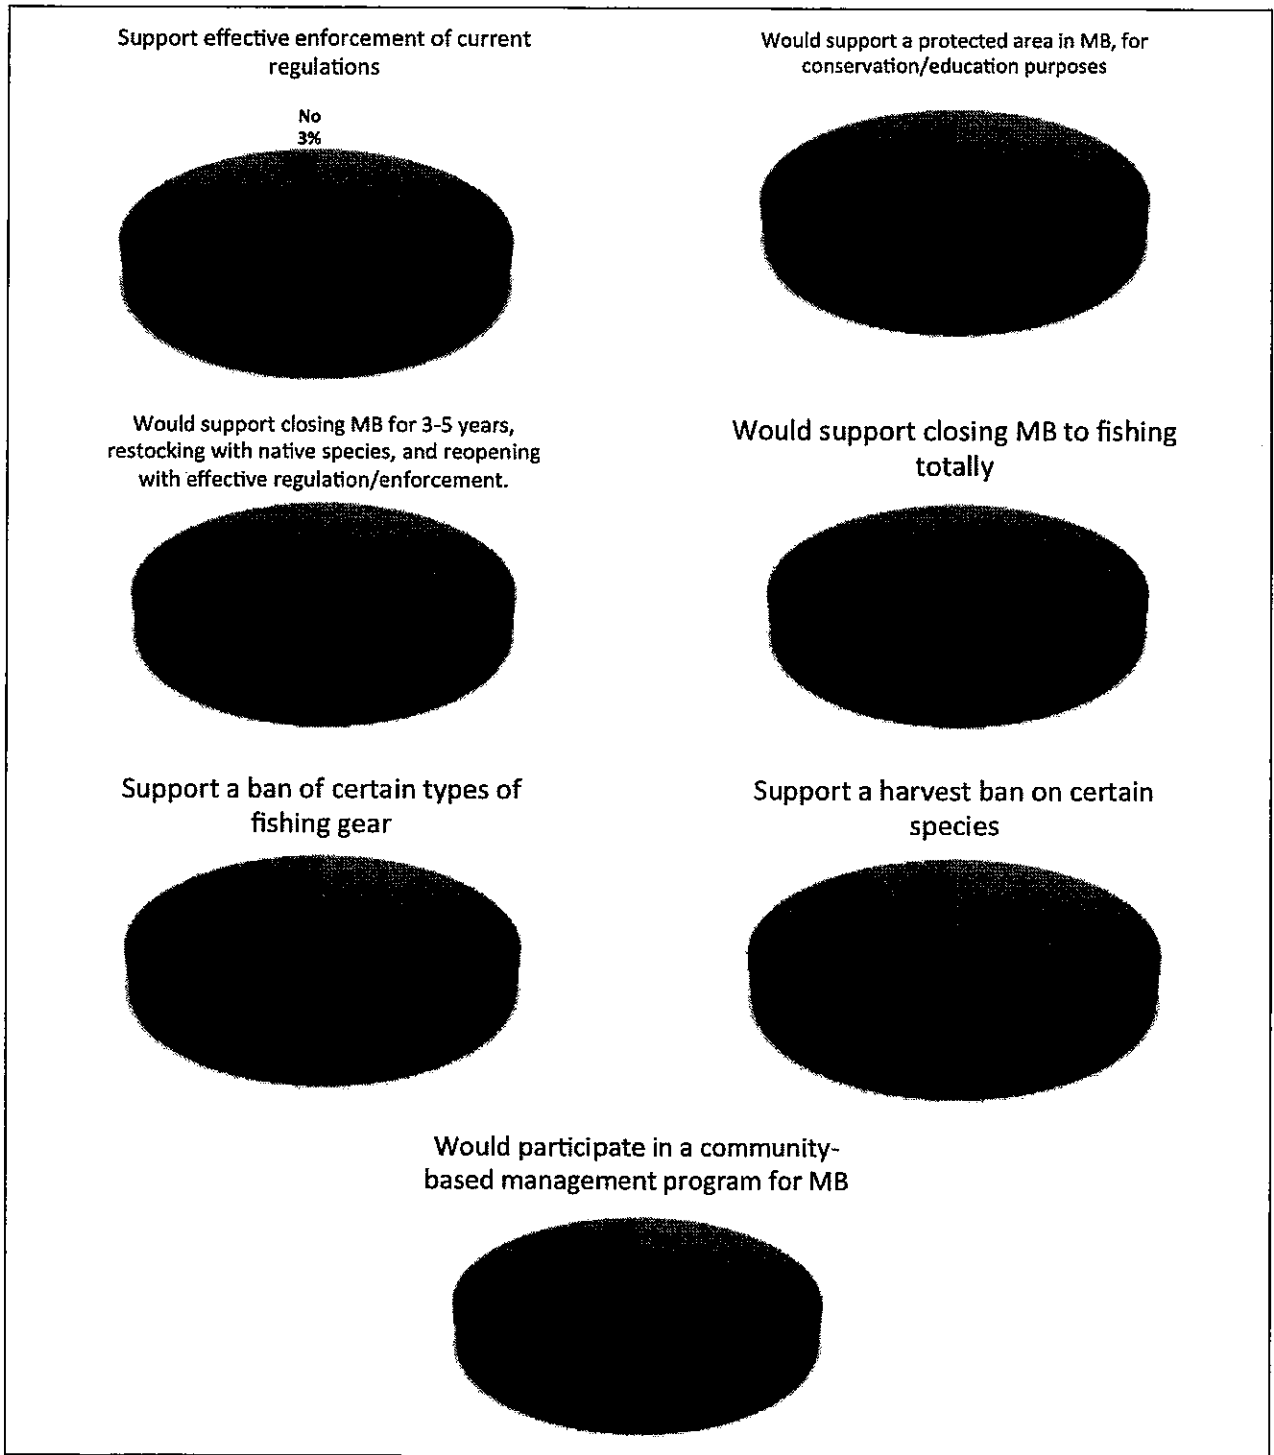 Support effective enforcement of current
regulations
No
3%
Would support a protected area in MB, for
conservation/education purposes
Would support closing MB for 3-5 years,
restocking with native species, and reopening
with effective regulation/enforcement.
Would support closing MB to fishing
totally
Support a ban of certain types of
fishing gear
Support a harvest ban on certain
species
Would participate in a community-
based management program for MB